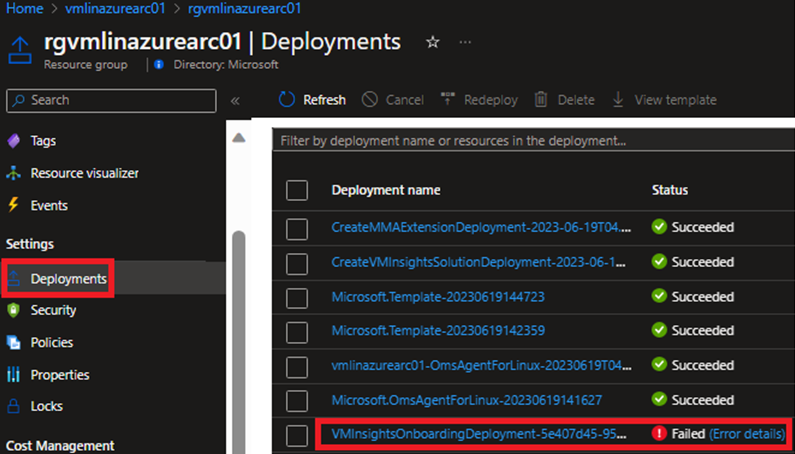 Home > vmlinazurearc01 > rgvmlinazurearc01
rgvmlinazurearc01 | Deployments
Resource group
Directory: Microsoft
Search
Tags
Resource visualizer
Events
Settings
Deployments
Security
Policies
Properties
Locks
Cost Management
Refresh Cancel Redeploy Delete View template
Filter by deployment name or resources in the deployment...
Deployment name Status
CreateMMAExtensionDeployment-2023-06-19T04.... Succeeded
CreateVMInsightsSolutionDeployment-2023-06-1... Succeeded
Microsoft.Template-20230619144723 Succeeded
Microsoft.Template-20230619142359 Succeeded
vmlinazurearc01-OmsAgentForLinux-20230619T04... Succeeded
Microsoft.OmsAgentForLinux-20230619141627 Succeeded
VMInsightsOnboardingDeployment-5e407d45-95... Failed (Error details)